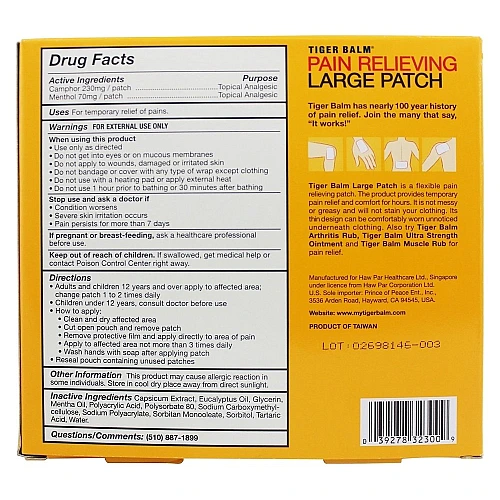 Drug Facts
Active Ingredients Purpose
Camphor 230mg / patch Topical Analgesic
Menthol 70mg / patch Topical Analgesic
Uses For temporary relief of pains.
Warnings FOR EXTERNAL USE ONLY
When using this product
• Use only as directed
• Do not get into eyes or on mucous membranes
• Do not apply to wounds, damaged or irritated skin
• Do not bandage or cover with any type of wrap except clothing
• Do not use with a heating pad or apply external heat
• Do not use 1 hour prior to bathing or 30 minutes after bathing
Stop use and ask a doctor if
• Condition worsens
• Severe skin irritation occurs
• Pain persists for more than 7 days
If pregnant or breast-feeding, ask a healthcare professional
before use.
Keep out of reach of children. If swallowed, get medical help or
contact Poison Control Center right away.
Directions
• Adults and children 12 years and over apply to affected area;
change patch 1 to 2 times daily
• Children under 12 years, consult doctor before use
• How to apply:
• Clean and dry affected area
• Cut open pouch and remove patch
• Remove protective film and apply directly to area of pain
• Apply to affected area not more than 3 times daily
• Wash hands with soap after applying patch
• Reseal pouch containing unused patches
Other Information This product may cause allergic reaction in
some individuals. Store in cool dry place away from direct sunlight.
Inactive Ingredients Capsicum Extract, Eucalyptus Oil, Glycerin,
Mentha Oil, Polyacrylic Acid, Polysorbate 80, Sodium Carboxymethyl-
cellulose, Sodium Polyacrylate, Sorbitan Monooleate, Sorbitol, Tartaric
Acid, Water.
Questions/Comments: (510) 887-1899
TIGER BALM®
PAIN RELIEVING
LARGE PATCH
Tiger Balm has nearly 100 year history
of pain relief. Join the many that say,
"It works!"
Tiger Balm Large Patch is a flexible pain
relieving patch. The product provides temporary
pain relief and comfort for hours. It is not messy
or greasy and will not stain your clothing. Its
thin design can be comfortably worn unnoticed
underneath clothing. Also try Tiger Balm
Arthritis Rub, Tiger Balm Ultra Strength
Ointment and Tiger Balm Muscle Rub for
pain relief.
Manufactured for Haw Par Healthcare Ltd., Singapore
under licence from Haw Par Corporation Ltd.
U.S. Sole importer: Prince of Peace Ent., Inc.,
3536 Arden Road, Hayward, CA 94545, USA.
Website: www.mytigerbalm.com
PRODUCT OF TAIWAN
LOT: 02698146-003
0 39278 32300 9